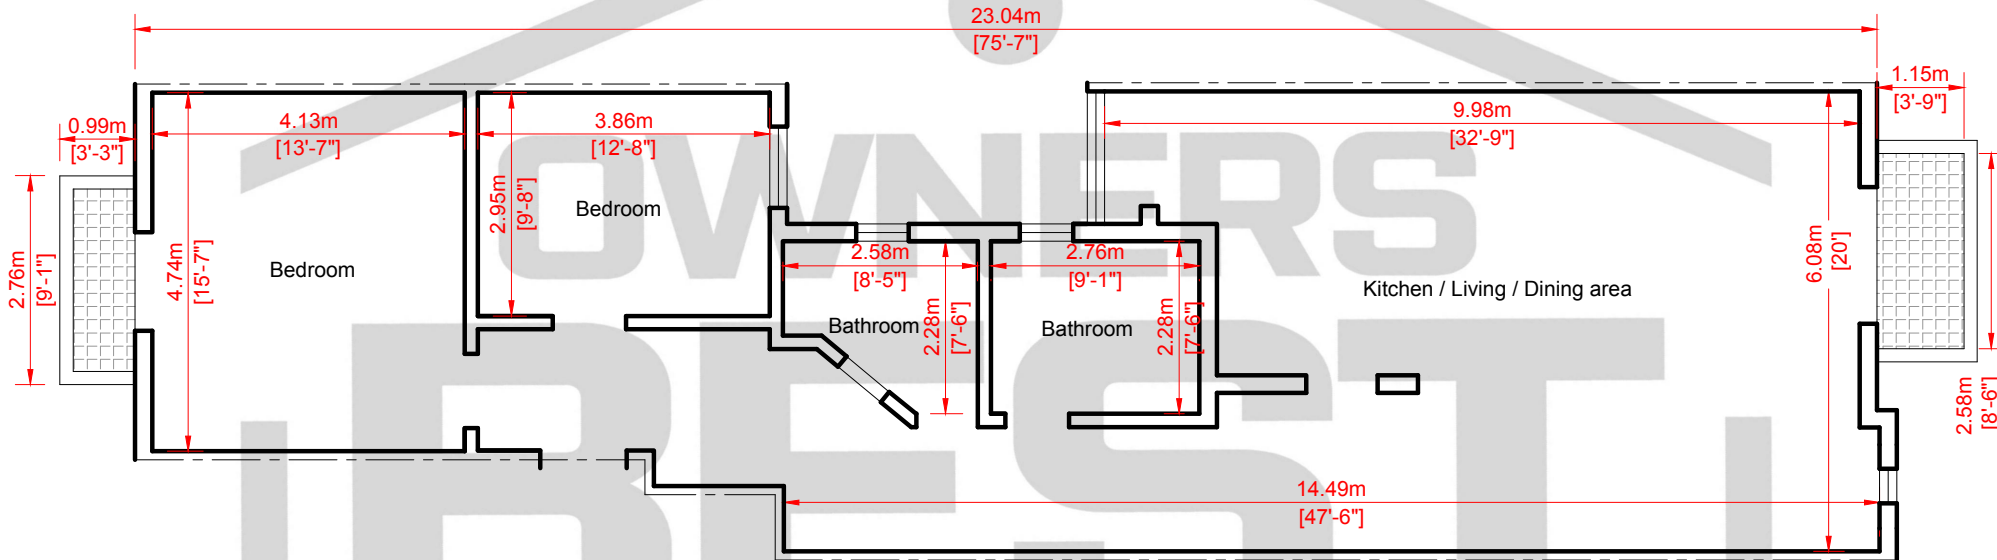 23.04m
[75'-7"]
1.15m
[3'-9"]
0.99m
[3'-3"]
4.13m
[13'-7"]
3.86m
[12'-8"]
9.98m
[32'-9"]
OWNERS
BEST
2.76m
[9'-1"]
4.74m
[15'-7"]
Bedroom
2.95m
[9'-8"]
Bedroom
2.58m
[8'-5"]
2.28m
[7'-6"]
Bathroom
2.76m
[9'-1"]
2.28m
[7'-6"]
Bathroom
Kitchen / Living / Dining area
6.08m
[20']
2.58m
[8'-6"]
14.49m
[47'-6"]